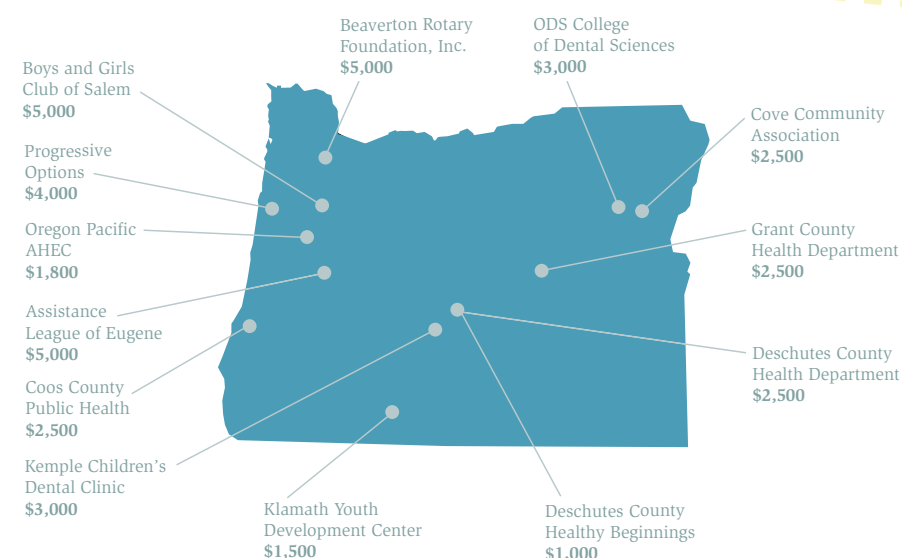 Beaverton Rotary
Foundation, Inc.
$5,000
ODS College
of Dental Sciences
$3,000
Boys and Girls
Club of Salem
$5,000
Cove Community
Association
$2,500
Progressive
Options
$4,000
Oregon Pacific
AHEC
$1,800
Grant County
Health Department
$2,500
Assistance
League of Eugene
$5,000
Deschutes County
Health Department
$2,500
Coos County
Public Health
$2,500
Kemple Children’s
Dental Clinic
$3,000
Klamath Youth
Development Center
$1,500
Deschutes County
Healthy Beginnings
$1,000